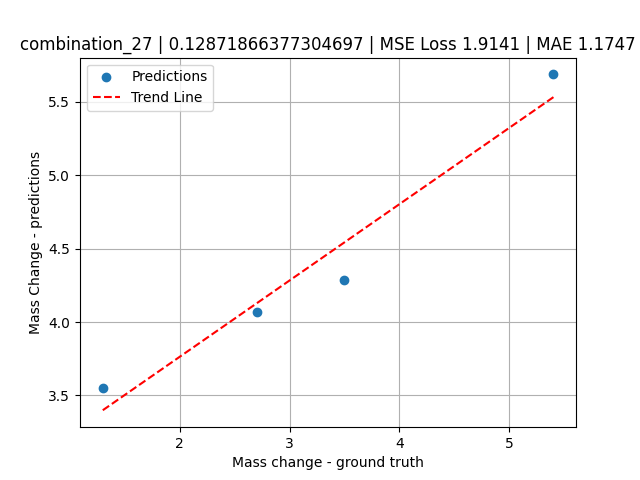 combination_27 | 0.12871866377304697 | MSE Loss 1.9141 | MAE 1.1747
Predictions
Trend Line
5.5
5.0
4.5
4.0
3.5
Mass Change - predictions
2 3 4 5
Mass change - ground truth